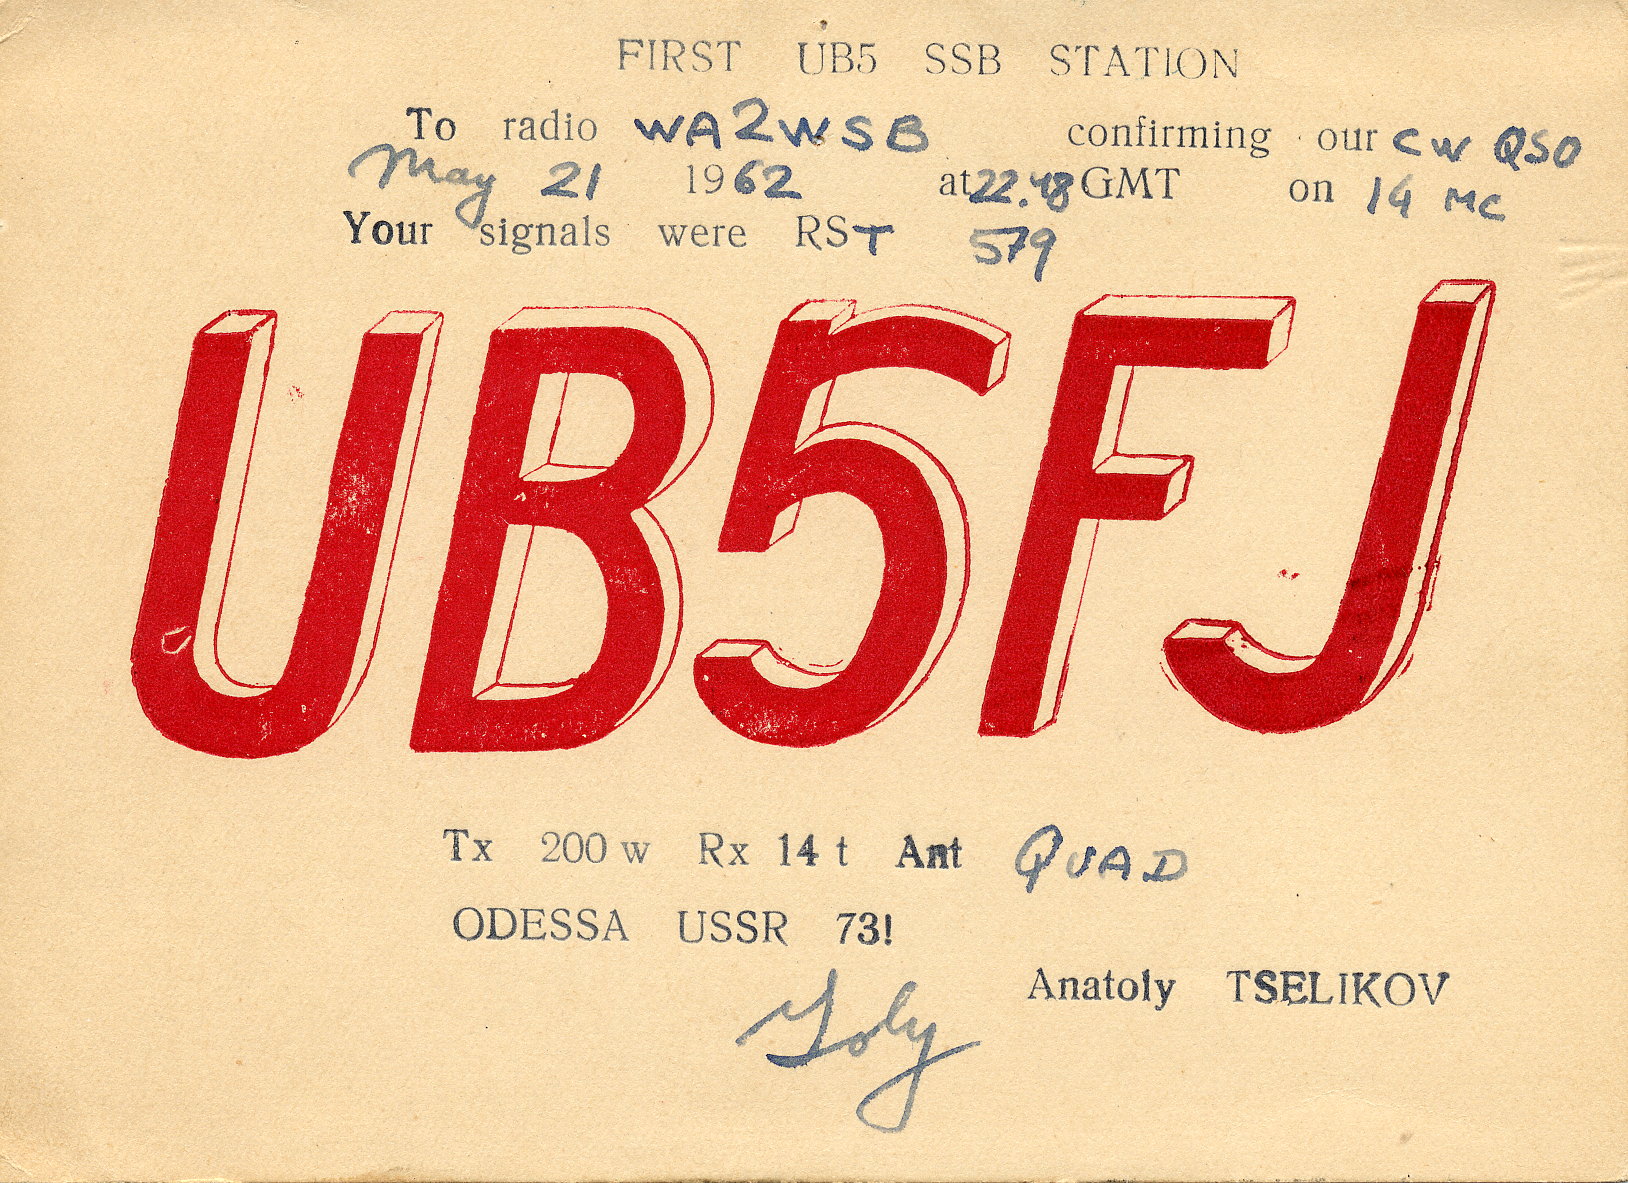 FIRST UB5 SSB STATION
To radio WA2WSB confirming our CW QSO
May 21 1962 at 22.48 GMT on 14 MC
Your signals were RST 579
UB5FJ
Tx 200 w Rx 14 t Ant QUAD
ODESSA USSR 73!
Anatoly TSELIKOV
Toly